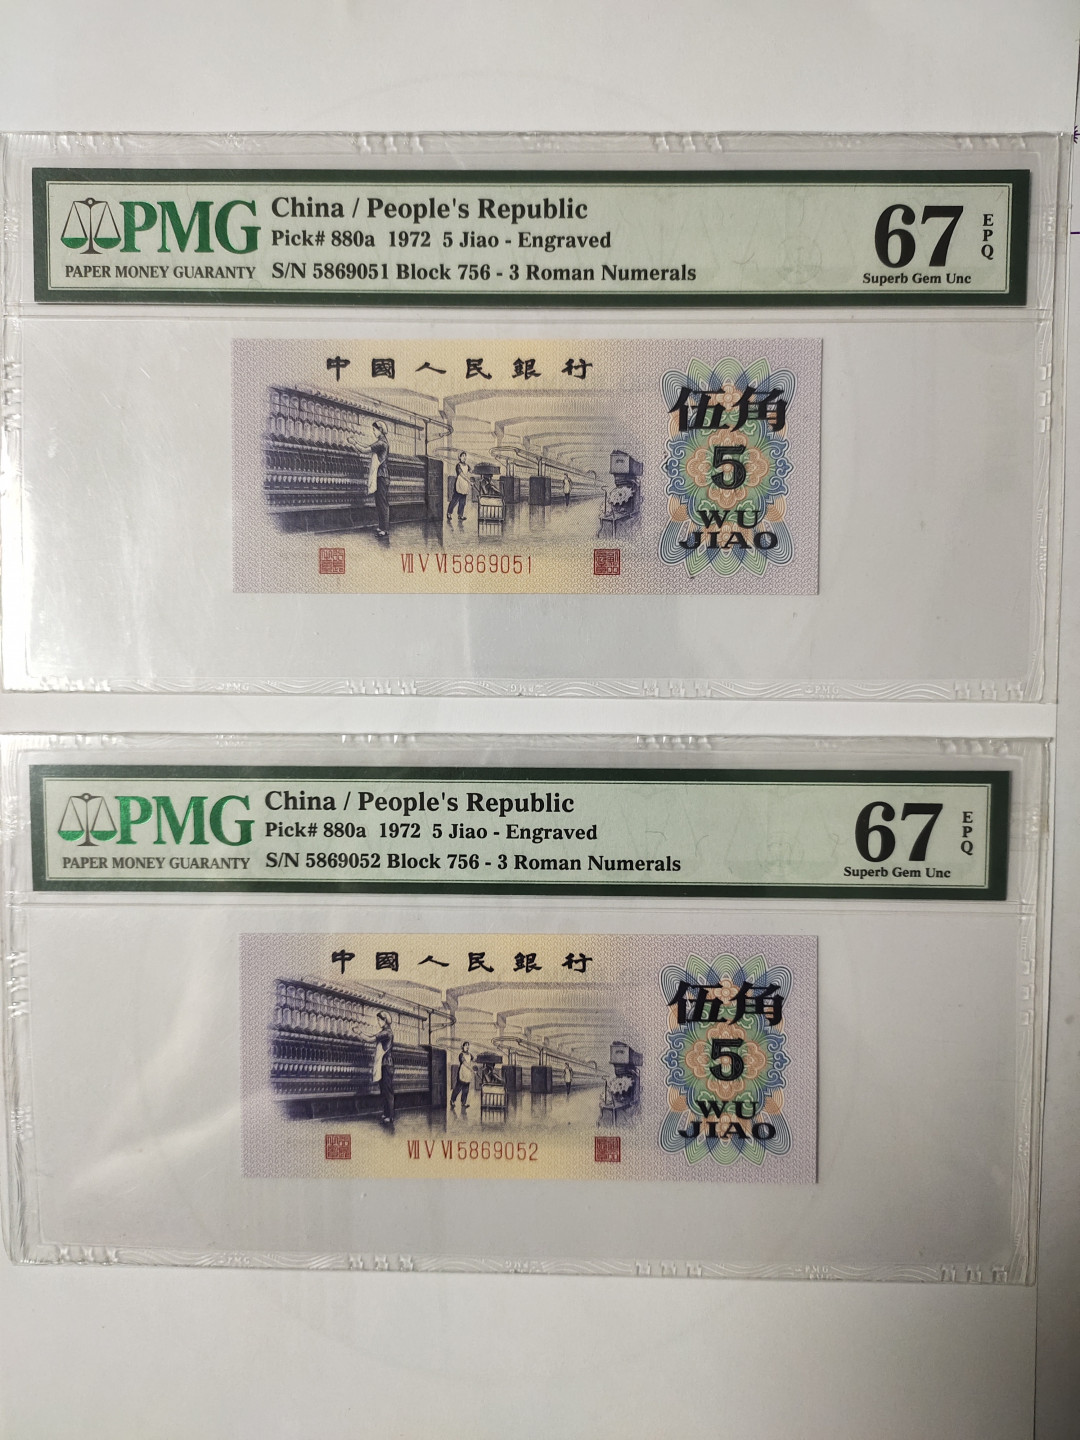 PMG
PAPER MONEY GUARANTY
China / People's Republic
Pick# 880a 1972 5 Jiao - Engraved
S/N 5869051 Block 756 - 3 Roman Numerals
67
EPQ
Superb Gem Unc
中國人民銀行
伍角
5
WU
JIAO
Ⅶ Ⅴ Ⅵ 5869051
PMG
PAPER MONEY GUARANTY
China / People's Republic
Pick# 880a 1972 5 Jiao - Engraved
S/N 5869052 Block 756 - 3 Roman Numerals
67
EPQ
Superb Gem Unc
中國人民銀行
伍角
5
WU
JIAO
Ⅶ Ⅴ Ⅵ 5869052